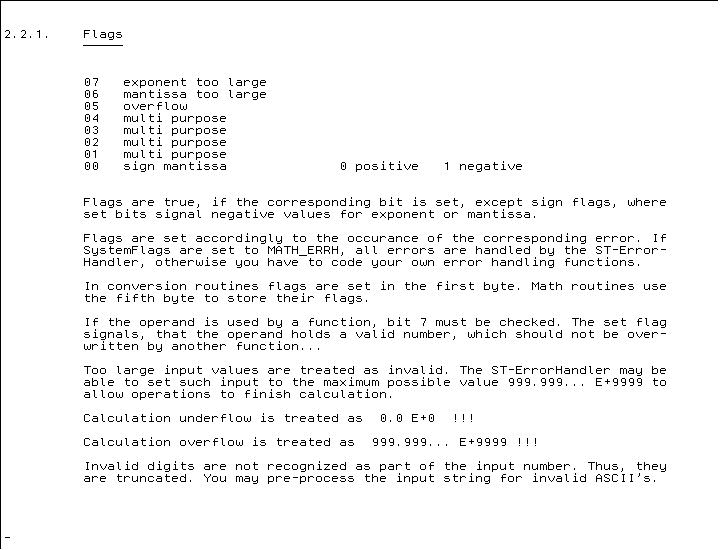 2.2.1. Flags
07 exponent too large
06 mantissa too large
05 overflow
04 multi purpose
03 multi purpose
02 multi purpose
01 multi purpose
00 sign mantissa 0 positive 1 negative
Flags are true, if the corresponding bit is set, except sign flags, where
set bits signal negative values for exponent or mantissa.
Flags are set accordingly to the occurance of the corresponding error. If
SystemFlags are set to MATH_ERRH, all errors are handled by the ST-Error-
Handler, otherwise you have to code your own error handling functions.
In conversion routines flags are set in the first byte. Math routines use
the fifth byte to store their flags.
If the operand is used by a function, bit 7 must be checked. The set flag
signals, that the operand holds a valid number, which should not be over-
written by another function...
Too large input values are treated as invalid. The ST-ErrorHandler may be
able to set such input to the maximum possible value 999.999... E+9999 to
allow operations to finish calculation.
Calculation underflow is treated as 0.0 E+0 !!!
Calculation overflow is treated as 999.999... E+9999 !!!
Invalid digits are not recognized as part of the input number. Thus, they
are truncated. You may pre-process the input string for invalid ASCII's.
-